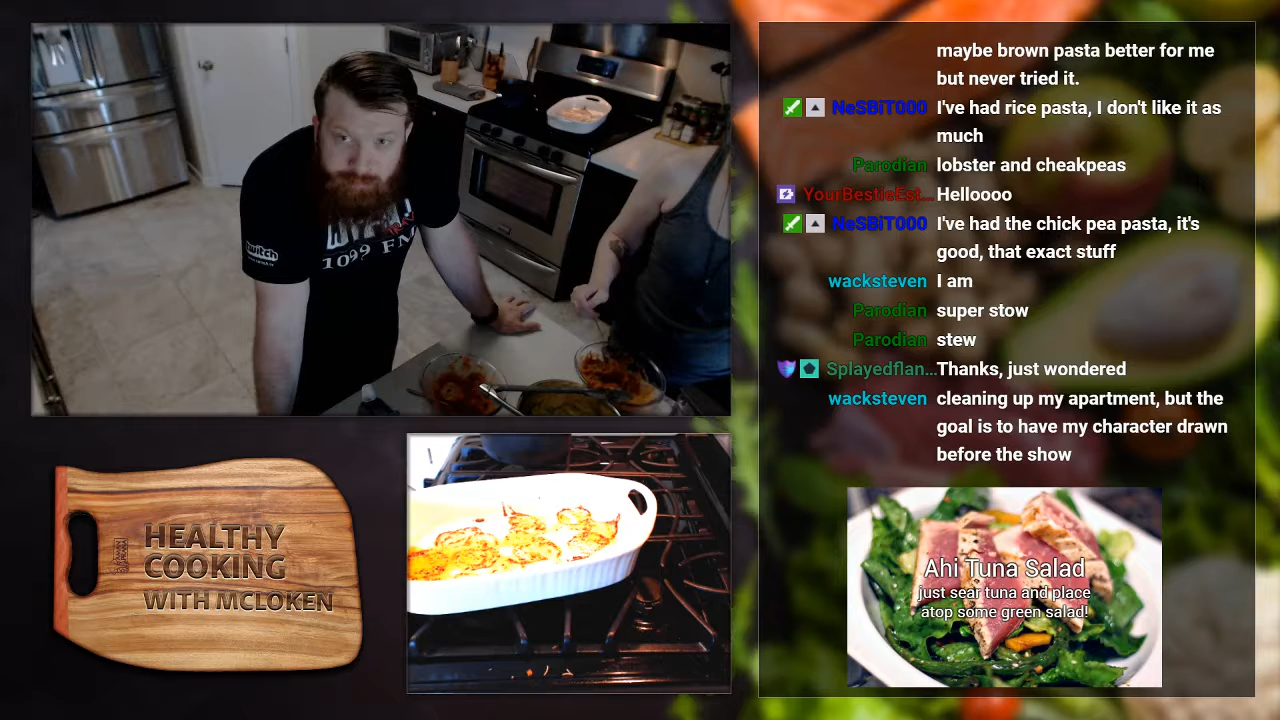 maybe brown pasta better for me
but never tried it.
NeSBiT000 I've had rice pasta, I don't like it as
much
Parodian lobster and cheakpeas
YourBestieEst... Helloooo
NeSBiT000 I've had the chick pea pasta, it's
good, that exact stuff
wacksteven I am
Parodian super stow
Parodian stew
Splayedflan... Thanks, just wondered
wacksteven cleaning up my apartment, but the
goal is to have my character drawn
before the show
twitch
109.9 FM
HEALTHY
COOKING
WITH MCLOKEN
Ahi Tuna Salad
just sear tuna and place
atop some green salad!